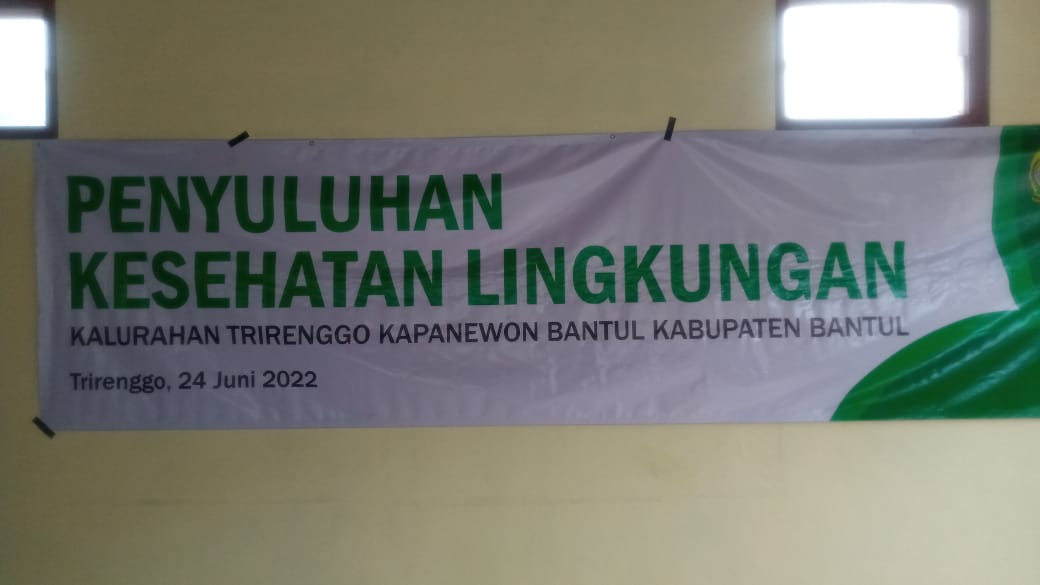 PENYULUHAN
KESEHATAN LINGKUNGAN
KALURAHAN TRIRENGGO KAPANEWON BANTUL KABUPATEN BANTUL
Trirenggo, 24 Juni 2022